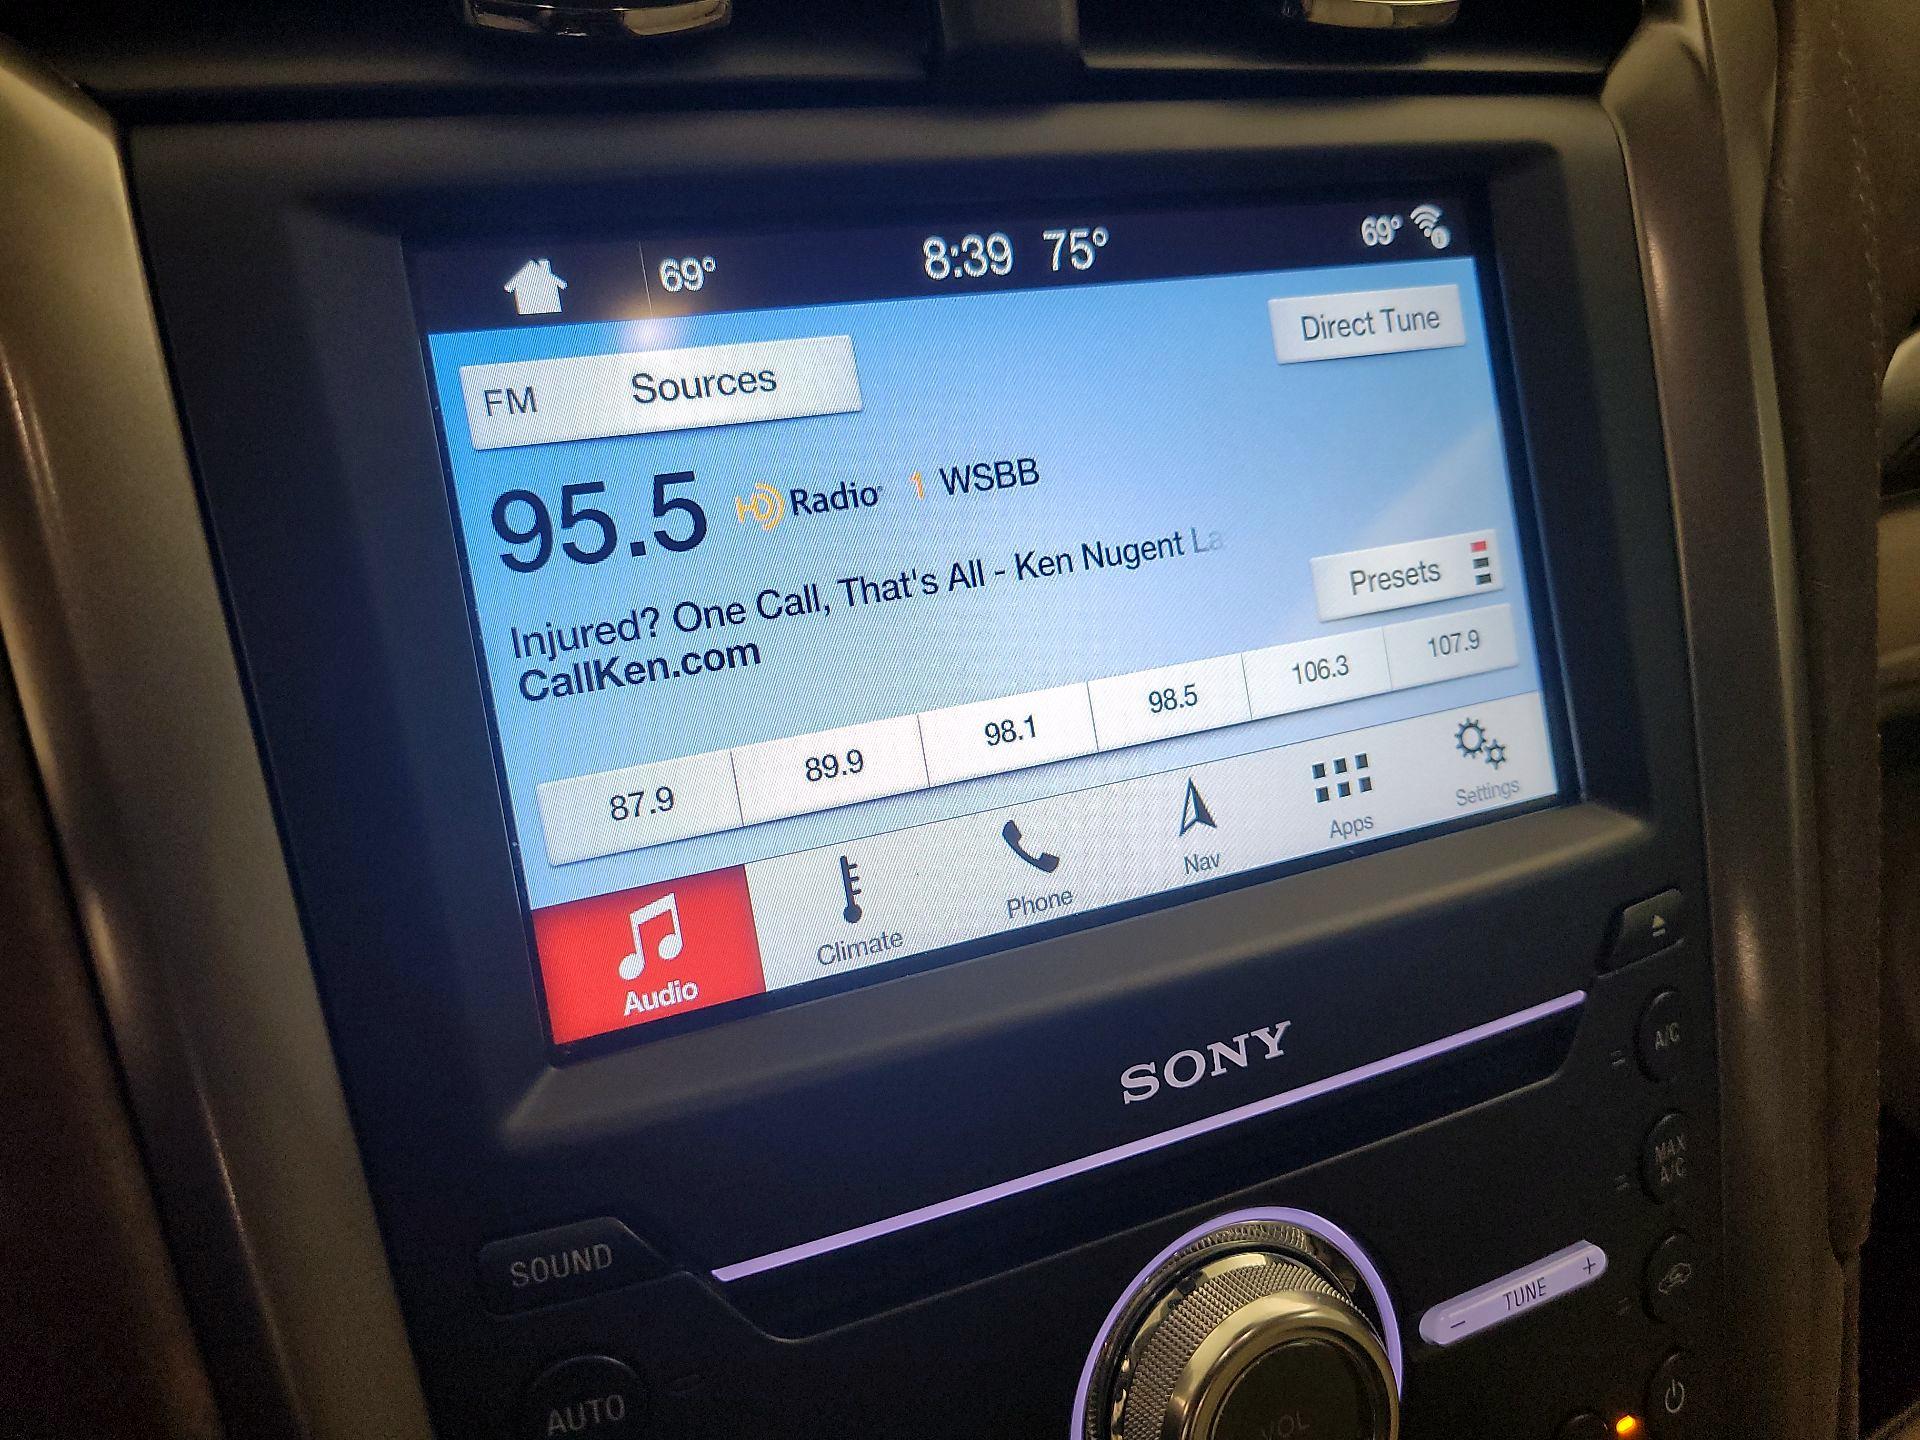 69° 8:39 75° 69°
FM Sources Direct Tune
95.5 HD Radio 1 WSBB
Injured? One Call, That's All - Ken Nugent La
CallKen.com
Presets
87.9 89.9 98.1 98.5 106.3 107.9
Audio Climate Phone Nav Apps Settings
SONY
A/C
MAX
A/C
SOUND
- TUNE +
AUTO
VOL